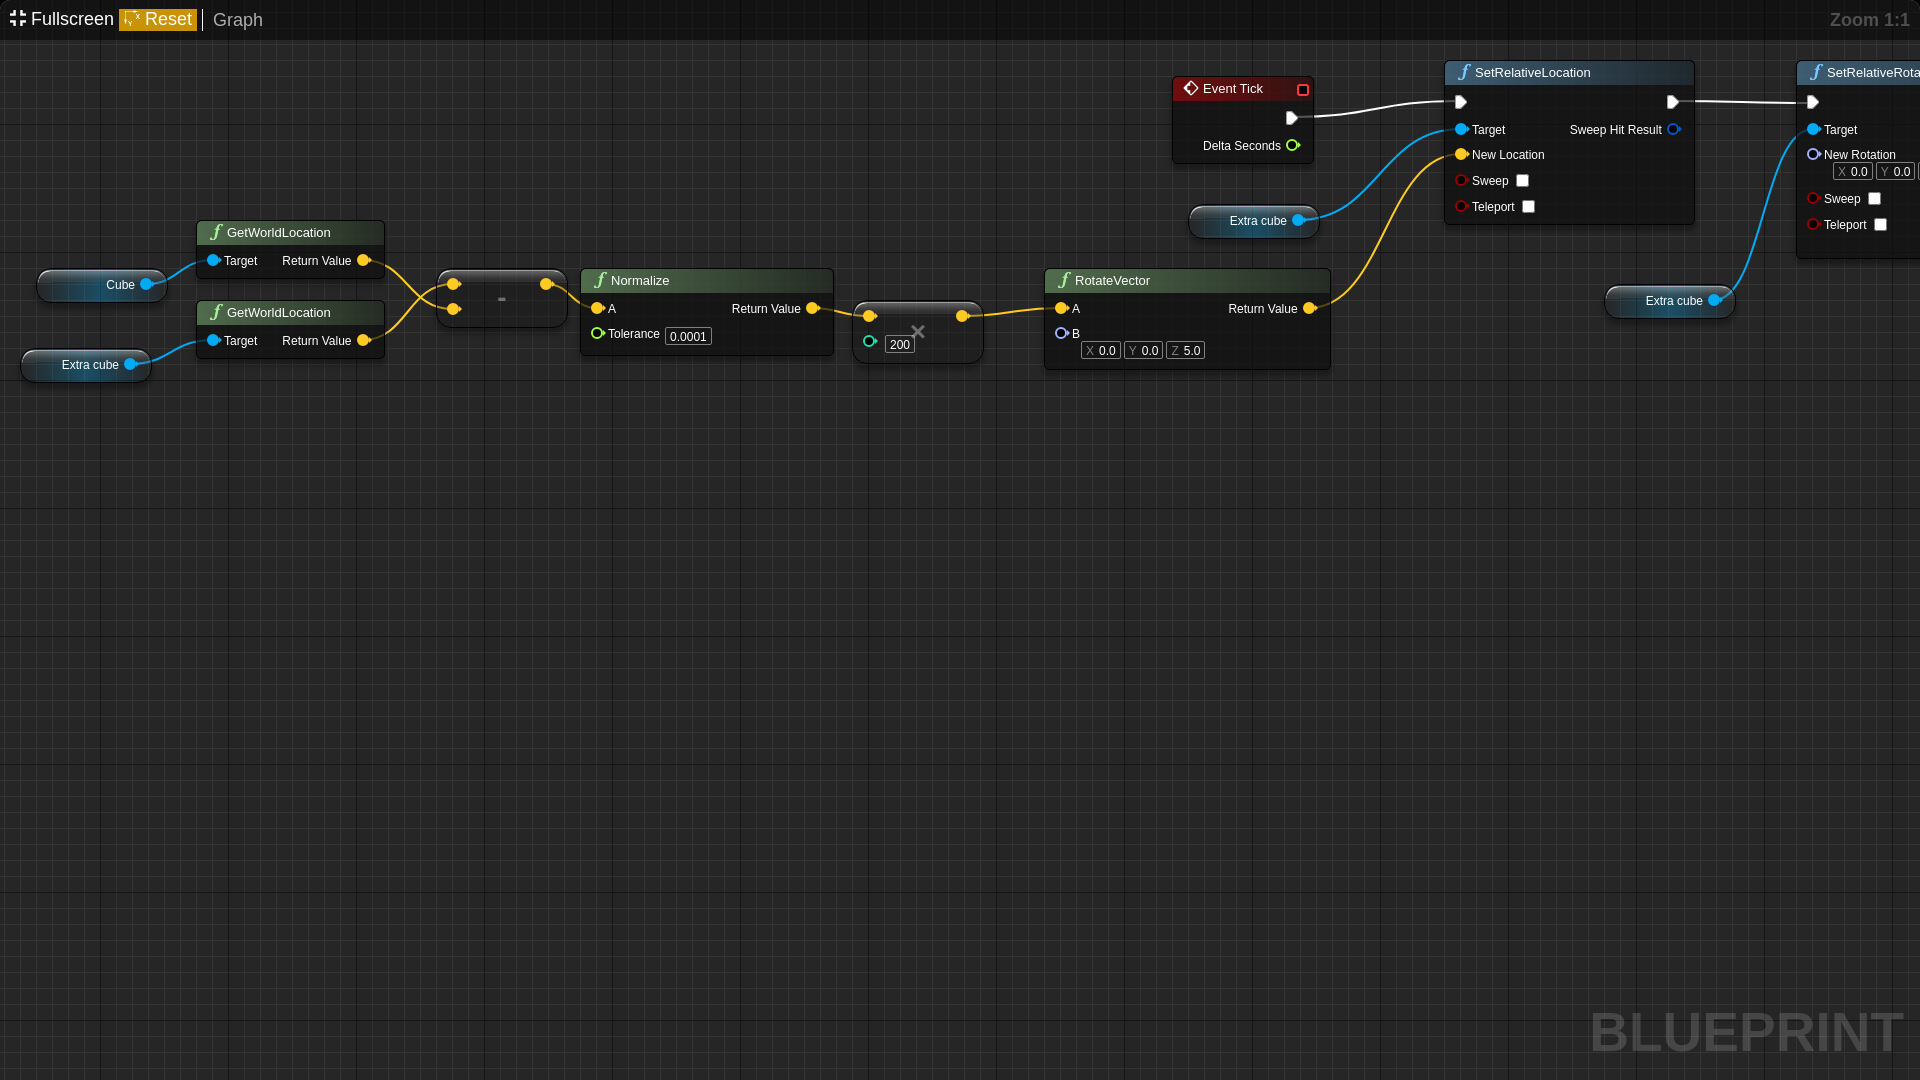 Fullscreen Reset Graph
Zoom 1:1
Event Tick
Delta Seconds
SetRelativeLocation
Target
Sweep Hit Result
New Location
Sweep
Teleport
SetRelativeRota
Target
New Rotation
X 0.0 Y 0.0
Sweep
Teleport
Extra cube
Extra cube
GetWorldLocation
Target
Return Value
Cube
GetWorldLocation
Target
Return Value
Extra cube
-
Normalize
A
Return Value
Tolerance 0.0001
200
×
RotateVector
A
Return Value
B
X 0.0 Y 0.0 Z 5.0
BLUEPRINT